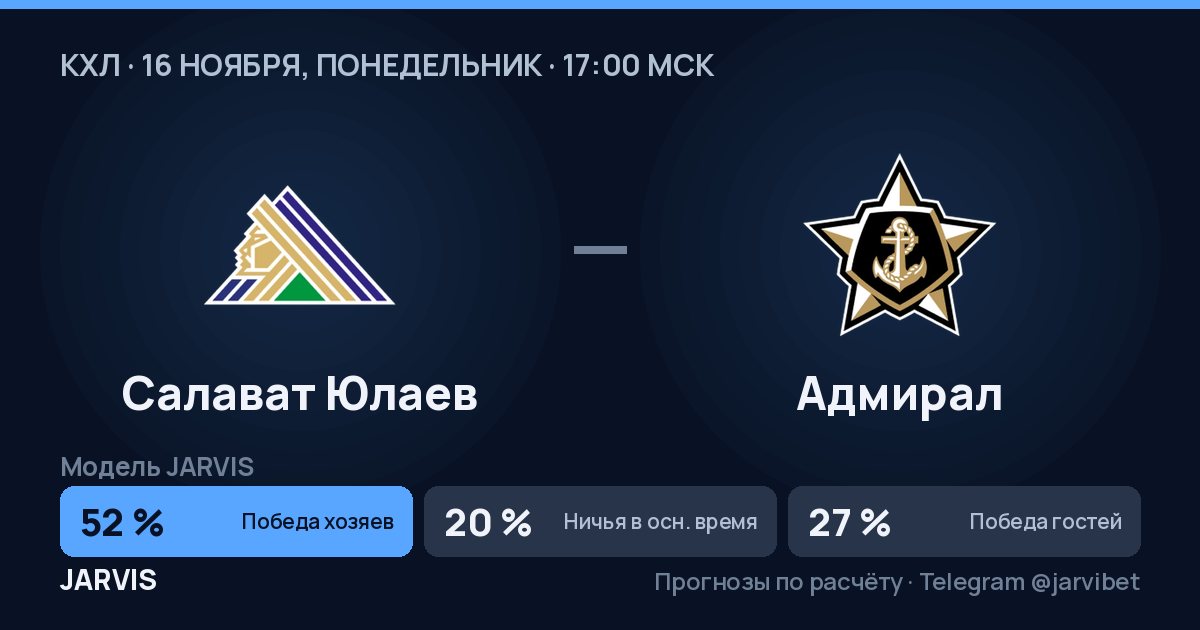 КХЛ · 16 НОЯБРЯ, ПОНЕДЕЛЬНИК · 17:00 МСК
—
Салават Юлаев
Адмирал
Модель JARVIS
52 % Победа хозяев
20 % Ничья в осн. время
27 % Победа гостей
JARVIS
Прогнозы по расчёту · Telegram @jarvibet